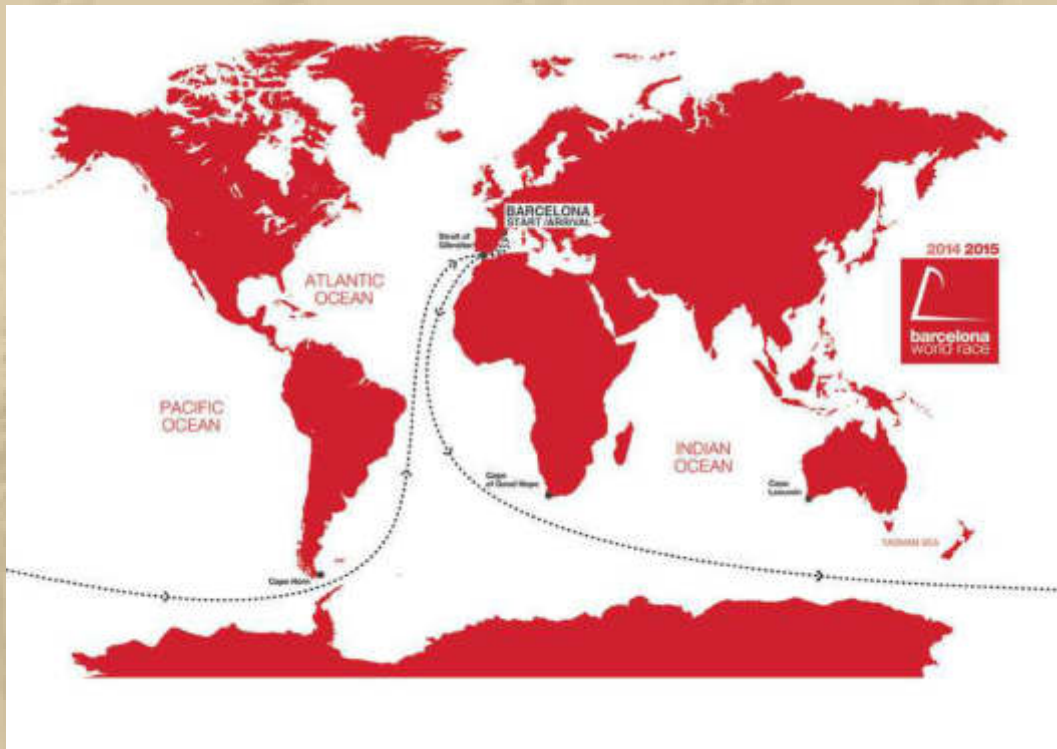 BARCELONA
START / ARRIVAL
Strait of
Gibraltar
2014 2015
ATLANTIC
OCEAN
barcelona
world race
PACIFIC
OCEAN
INDIAN
OCEAN
Cape
of Good Hope
Cape
Leeuwin
TASMAN SEA
Cape Horn